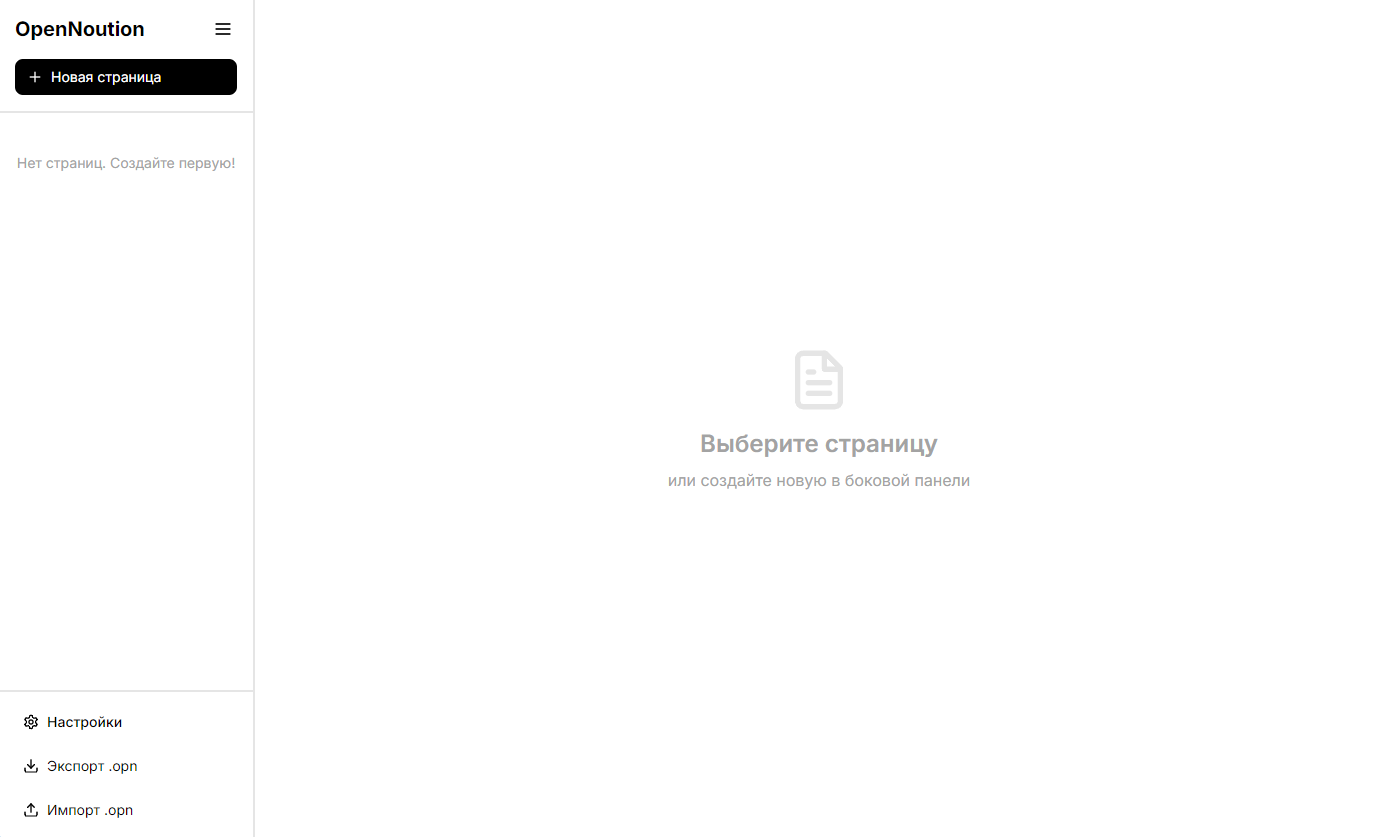 OpenNoution
Новая страница
Нет страниц. Создайте первую!
Выберите страницу
или создайте новую в боковой панели
Настройки
Экспорт .opn
Импорт .opn